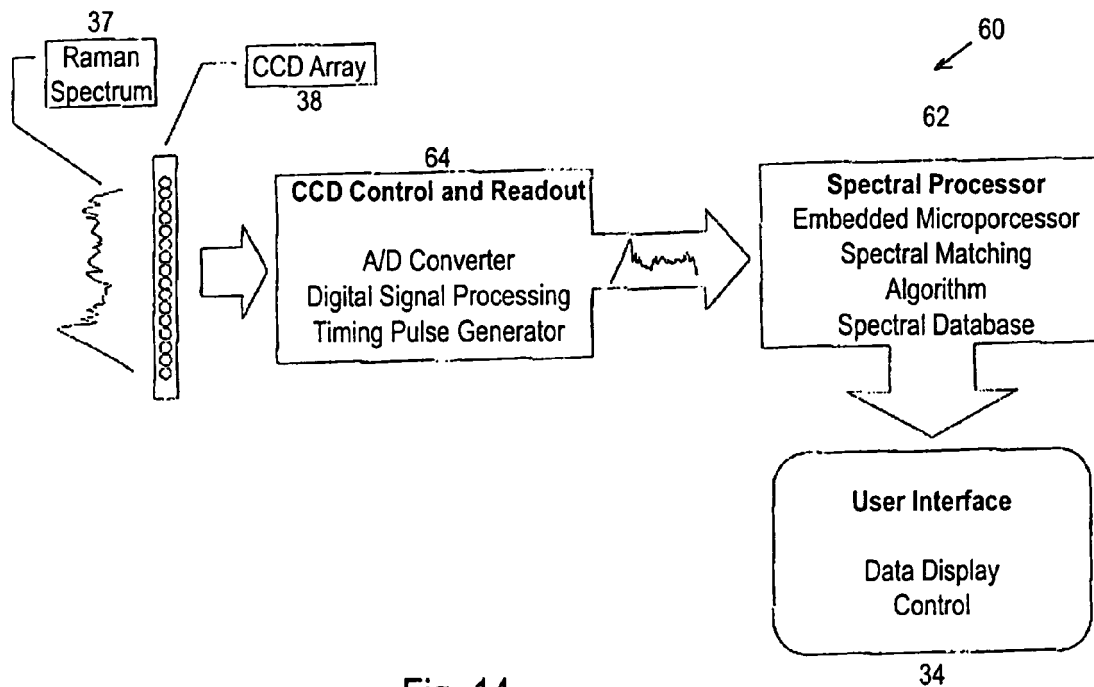 37
Raman
Spectrum
CCD Array
38
60
62
64
CCD Control and Readout
A/D Converter
Digital Signal Processing
Timing Pulse Generator
Spectral Processor
Embedded Microporcessor
Spectral Matching
Algorithm
Spectral Database
User Interface
Data Display
Control
34